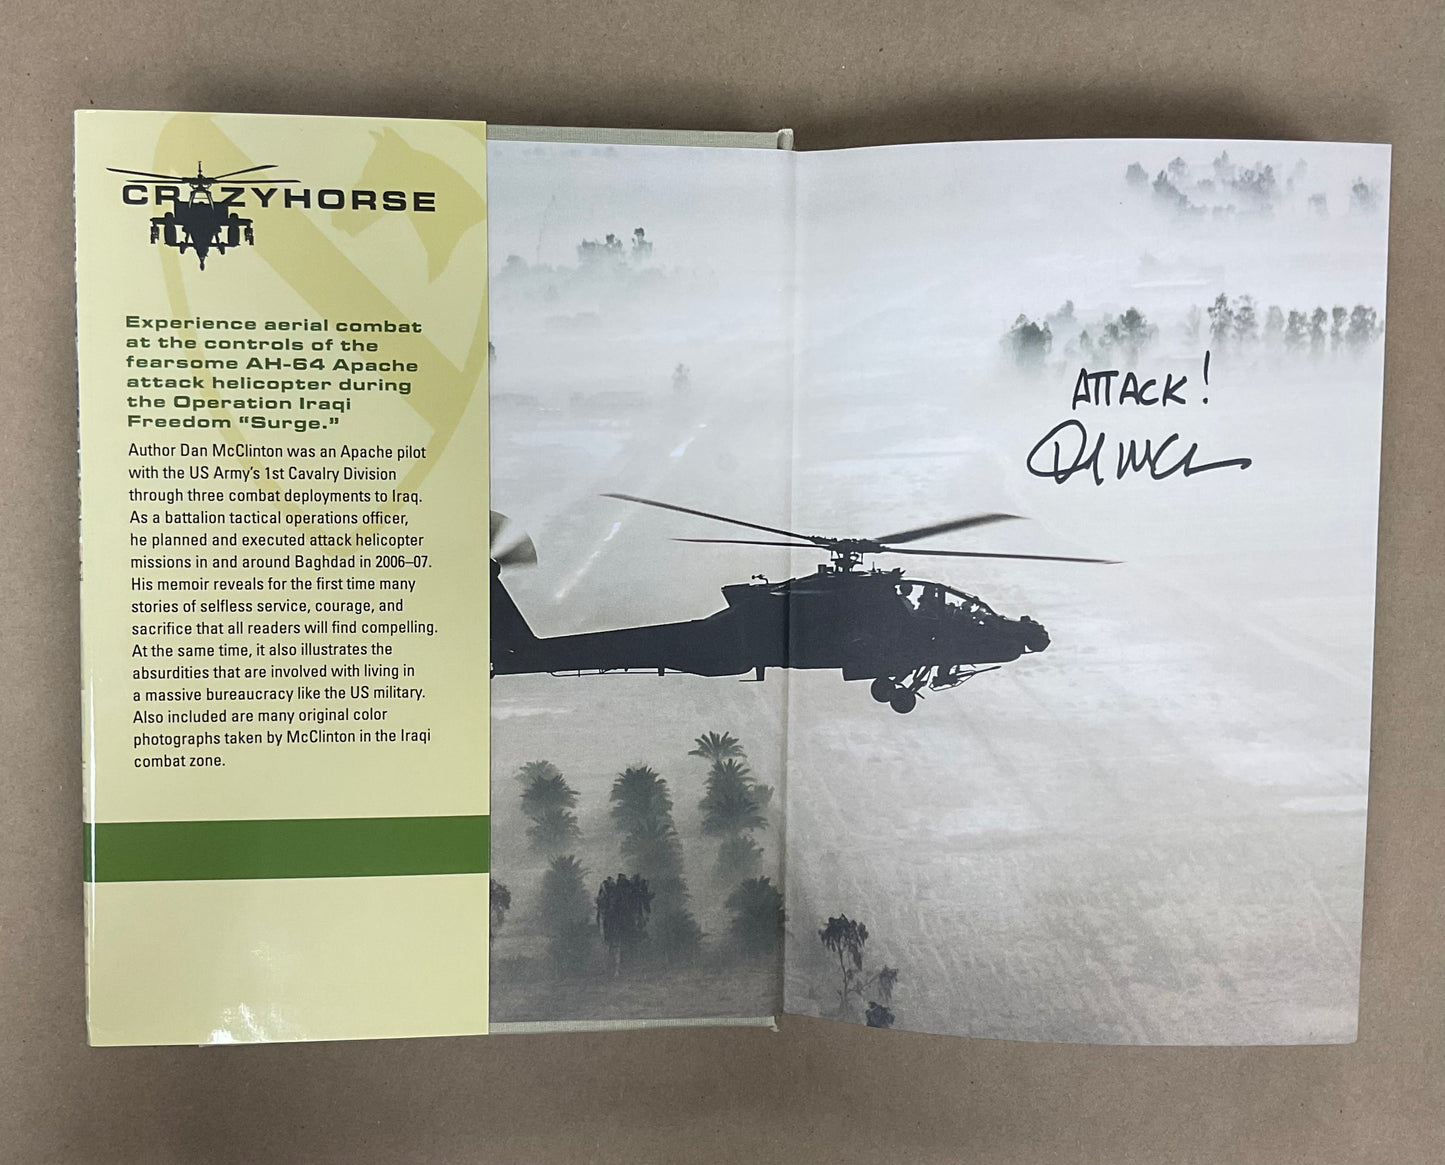 CRAZYHORSE
Experience aerial combat
at the controls of the
fearsome AH-64 Apache
attack helicopter during
the Operation Iraqi
Freedom “Surge.”
Author Dan McClinton was an Apache pilot
with the US Army’s 1st Cavalry Division
through three combat deployments to Iraq.
As a battalion tactical operations officer,
he planned and executed attack helicopter
missions in and around Baghdad in 2006–07.
His memoir reveals for the first time many
stories of selfless service, courage, and
sacrifice that all readers will find compelling.
At the same time, it also illustrates the
absurdities that are involved with living in
a massive bureaucracy like the US military.
Also included are many original color
photographs taken by McClinton in the Iraqi
combat zone.
ATTACK!